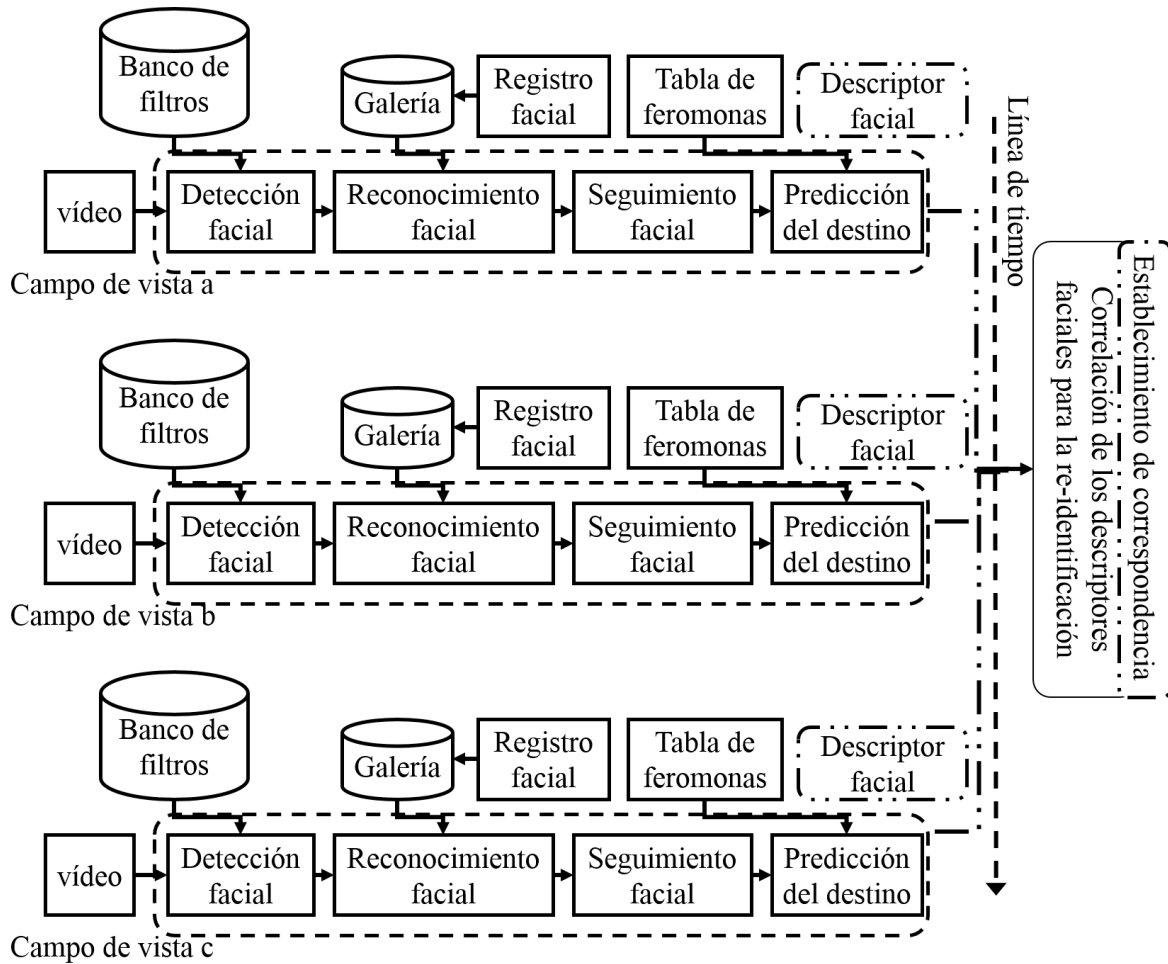 Banco de
filtros
Galería
Registro
facial
Tabla de
feromonas
Descriptor
facial
vídeo
Detección
facial
Reconocimiento
facial
Seguimiento
facial
Predicción
del destino
Campo de vista a
Banco de
filtros
Galería
Registro
facial
Tabla de
feromonas
Descriptor
facial
vídeo
Detección
facial
Reconocimiento
facial
Seguimiento
facial
Predicción
del destino
Campo de vista b
Banco de
filtros
Galería
Registro
facial
Tabla de
feromonas
Descriptor
facial
vídeo
Detección
facial
Reconocimiento
facial
Seguimiento
facial
Predicción
del destino
Campo de vista c
Línea de tiempo
Establecimiento de correspondencia
Correlación de los descriptores
faciales para la re-identificación